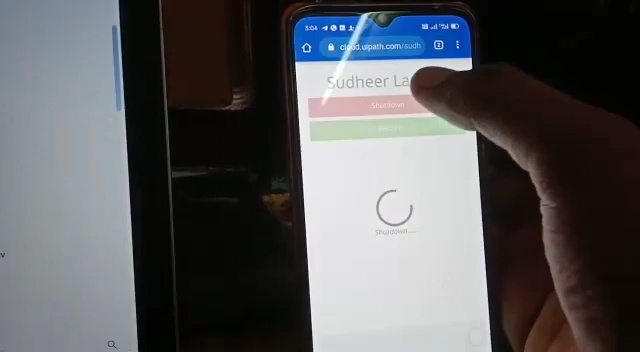 3:04
cloud.uipath.com/sudh
Sudheer La
Shutdown
Shutdown....
v